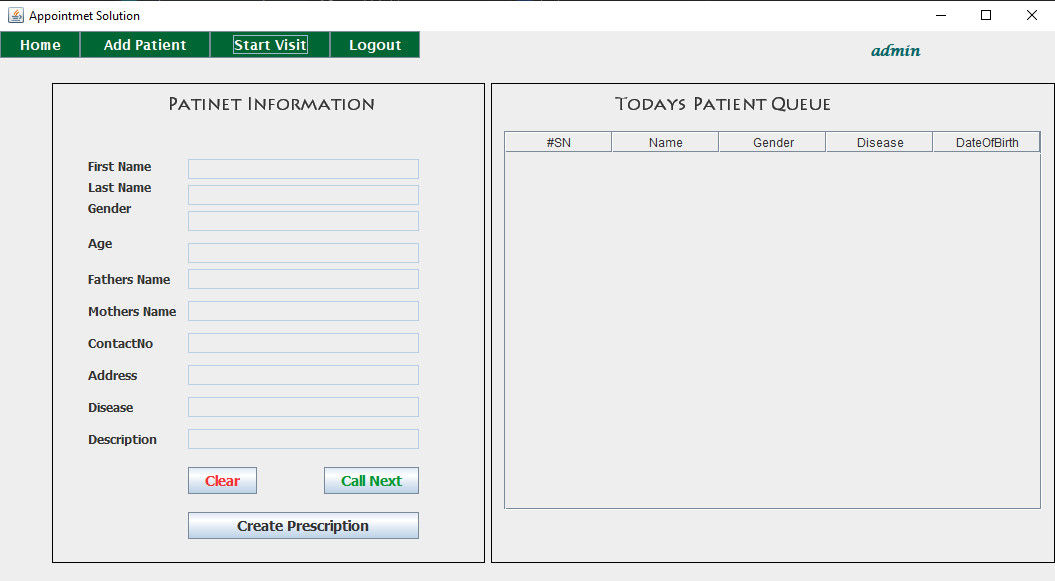 Appointmet Solution
Home Add Patient Start Visit Logout
admin
Patinet Information
First Name
Last Name
Gender
Age
Fathers Name
Mothers Name
ContactNo
Address
Disease
Description
Clear Call Next
Create Prescription
Todays Patient Queue
#SN Name Gender Disease DateOfBirth